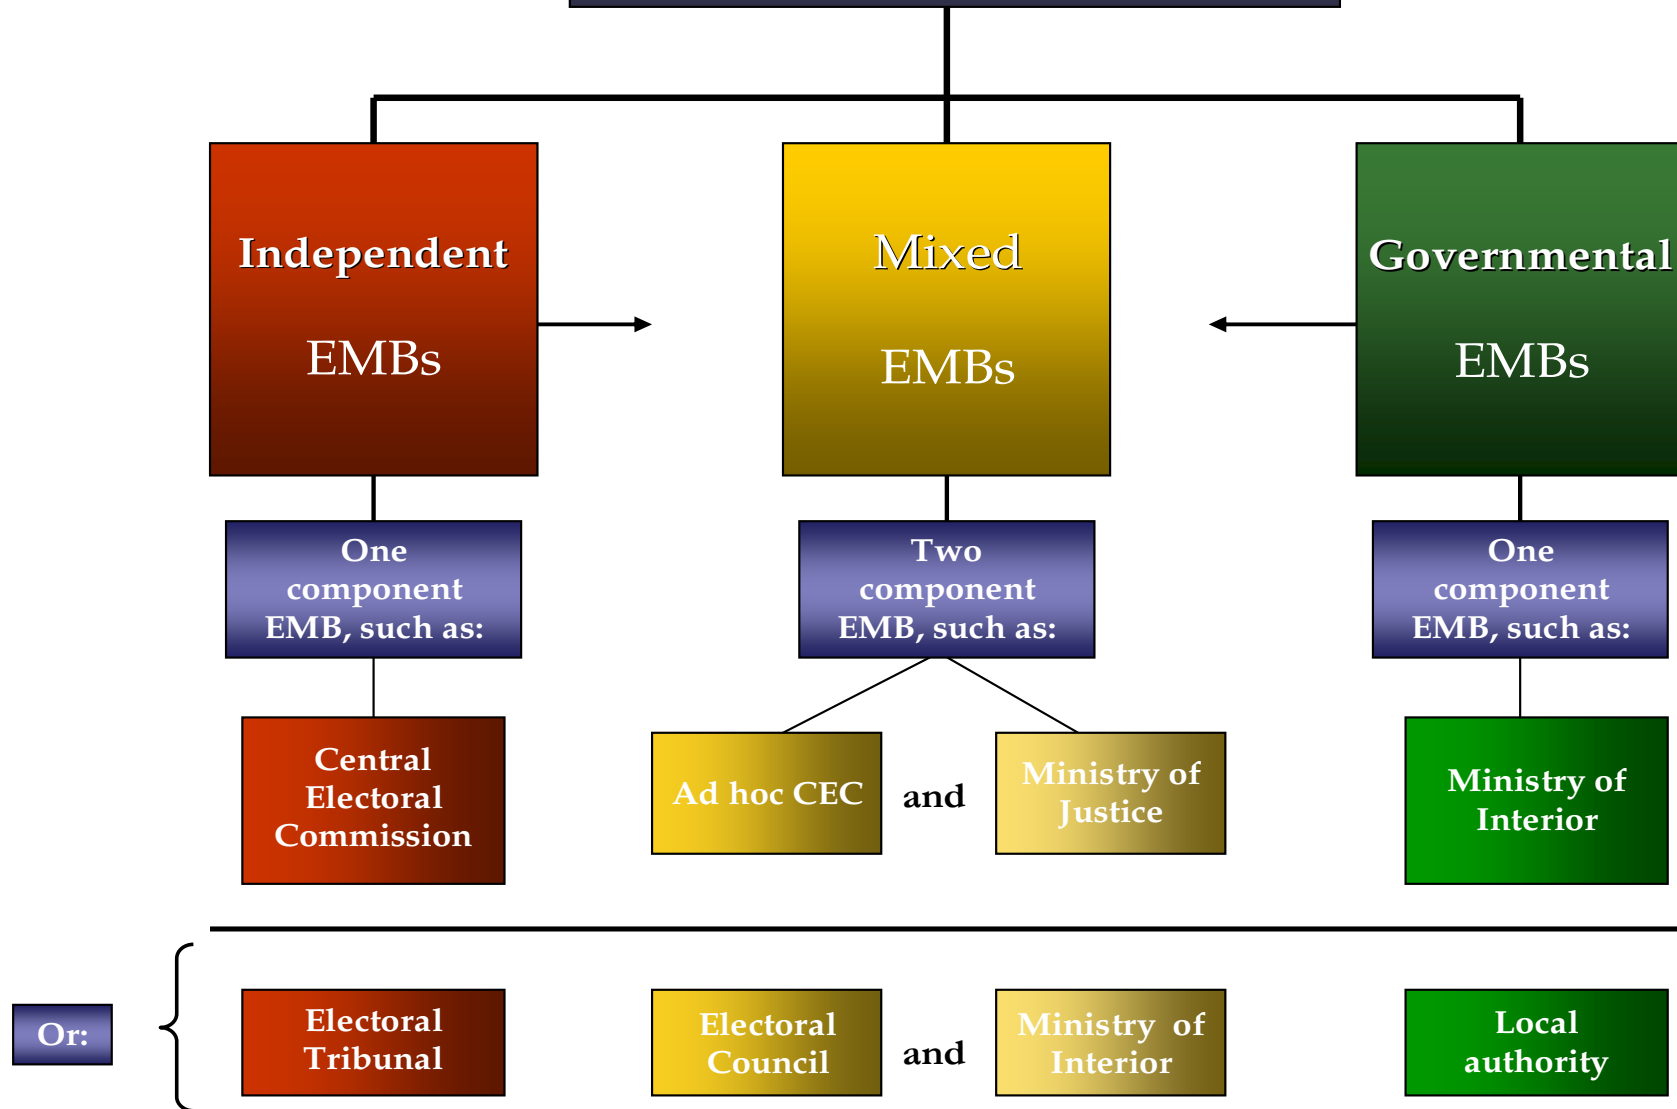 Independent
EMBs
Mixed
EMBs
Governmental
EMBs
One
component
EMB, such as:
Two
component
EMB, such as:
One
component
EMB, such as:
Central
Electoral
Commission
Ad hoc CEC
and
Ministry of
Justice
Ministry of
Interior
Or:
Electoral
Tribunal
Electoral
Council
and
Ministry of
Interior
Local
authority